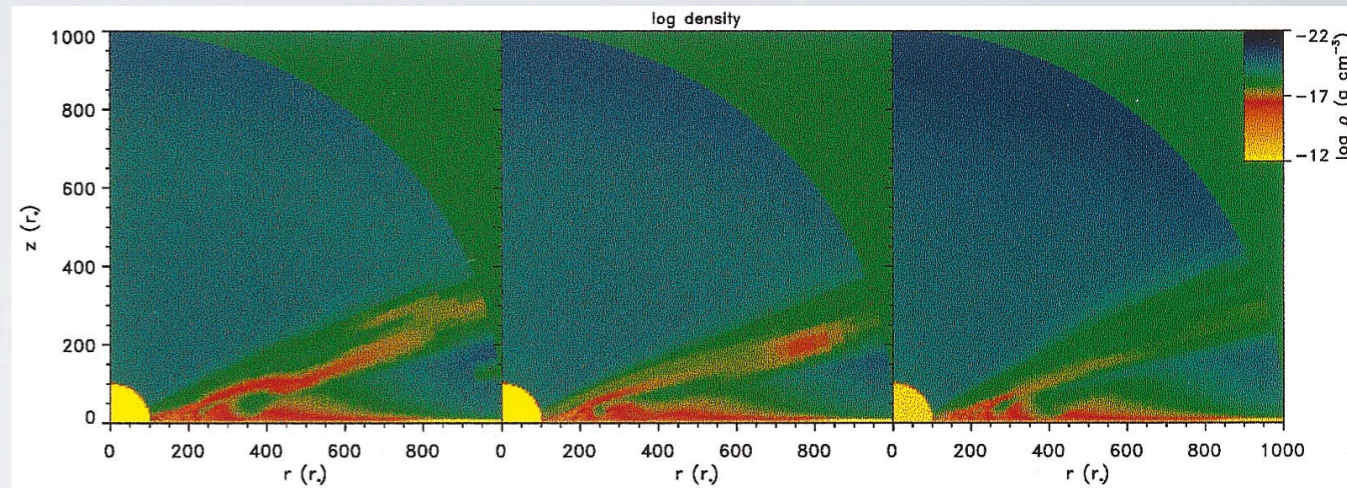 log density
1000
800
600
400
200
0
z (r*)
0 200 400 600 800
r (r*)
0 200 400 600 800
r (r*)
0 200 400 600 800 1000
r (r*)
-22
-17
-12
log ρ (g cm⁻³)